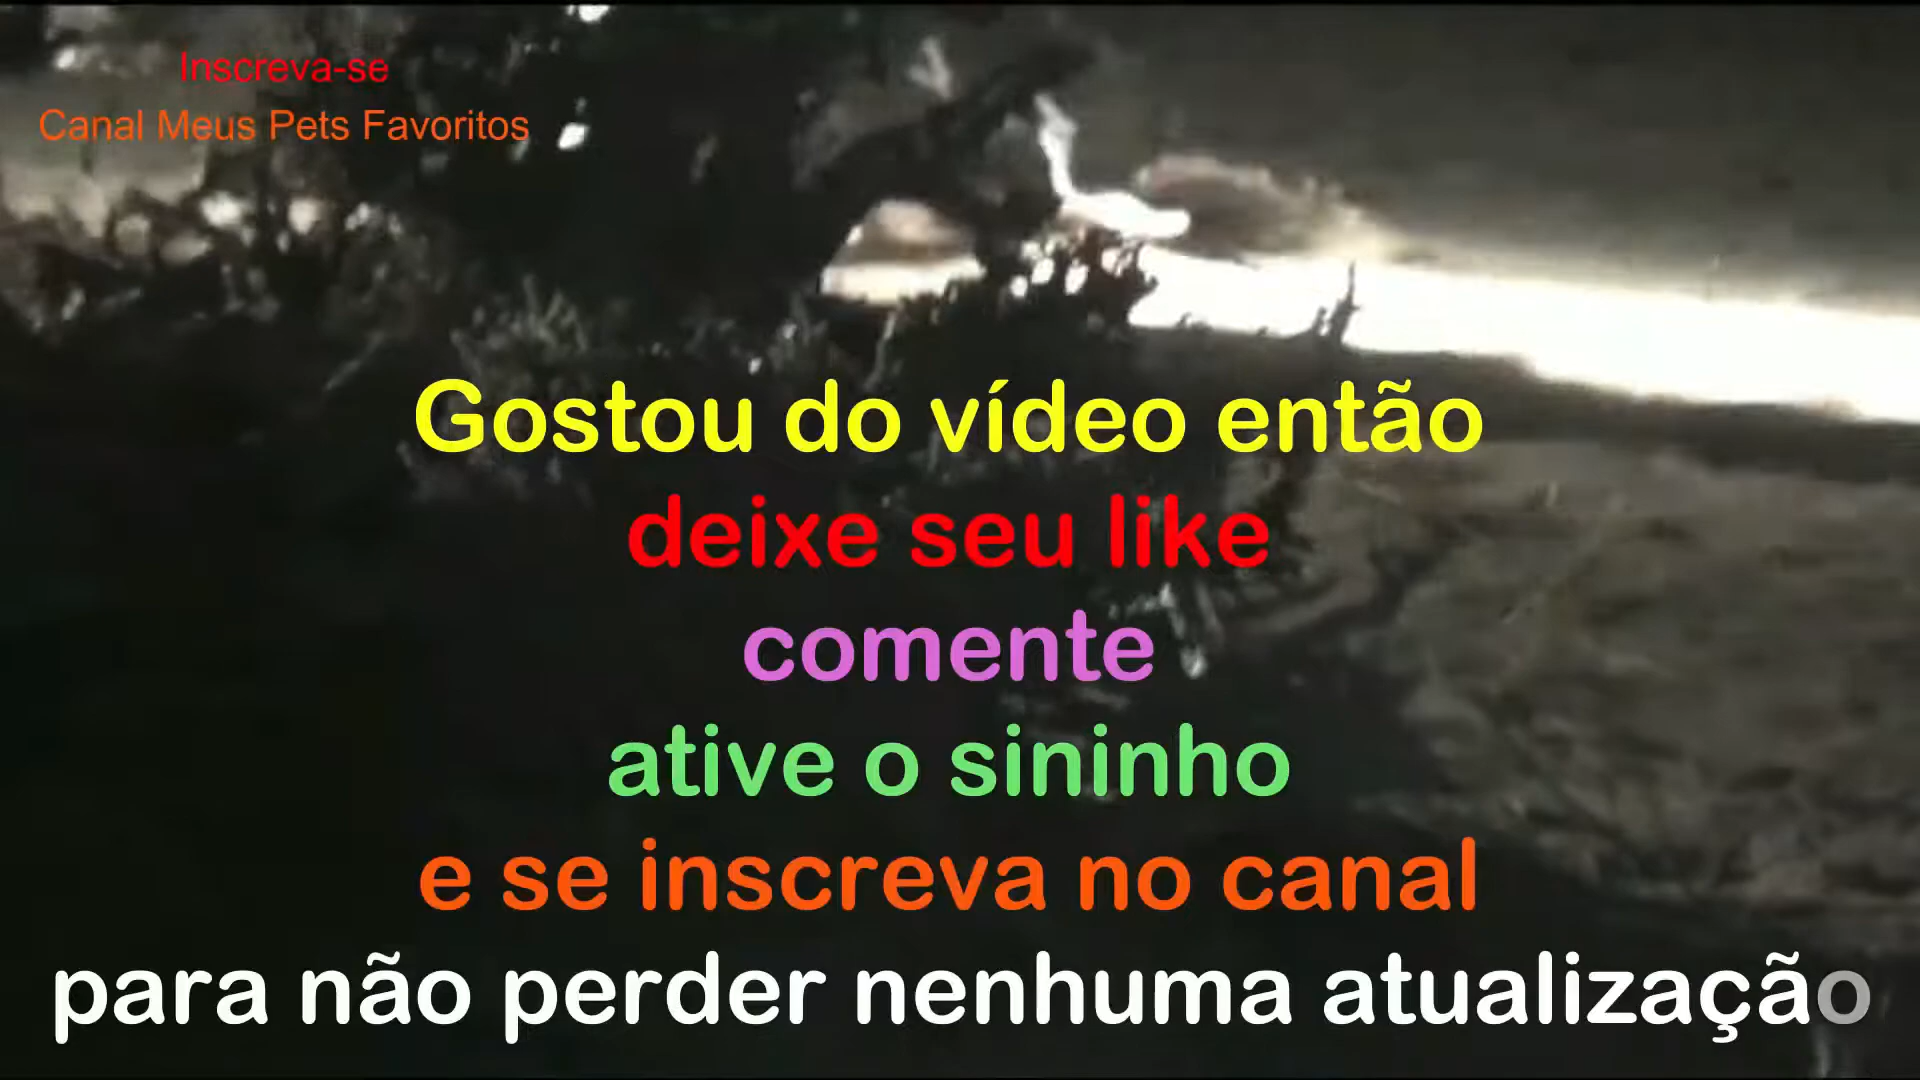 Inscreva-se
Canal Meus Pets Favoritos
Gostou do vídeo então
deixe seu like
comente
ative o sininho
e se inscreva no canal
para não perder nenhuma atualização